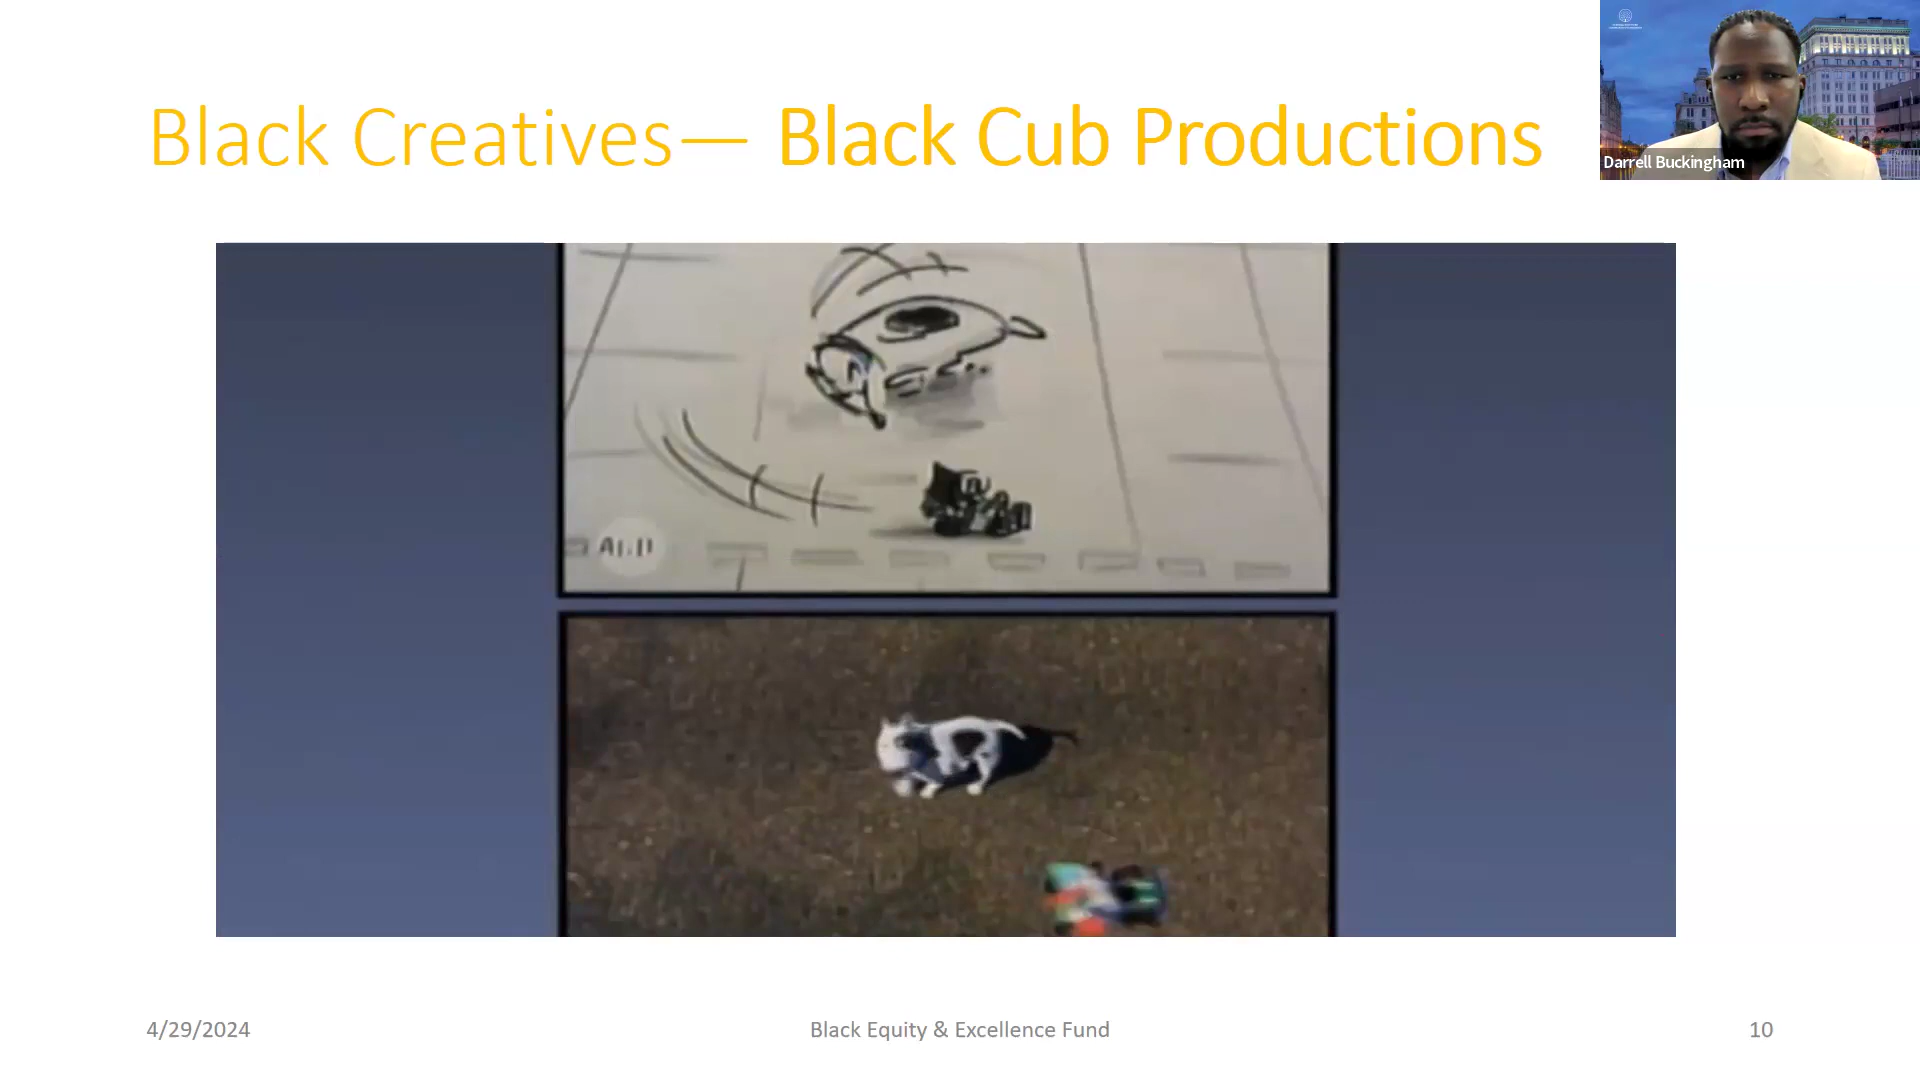 Black Creatives— Black Cub Productions
Darrell Buckingham
4/29/2024
Black Equity & Excellence Fund
10